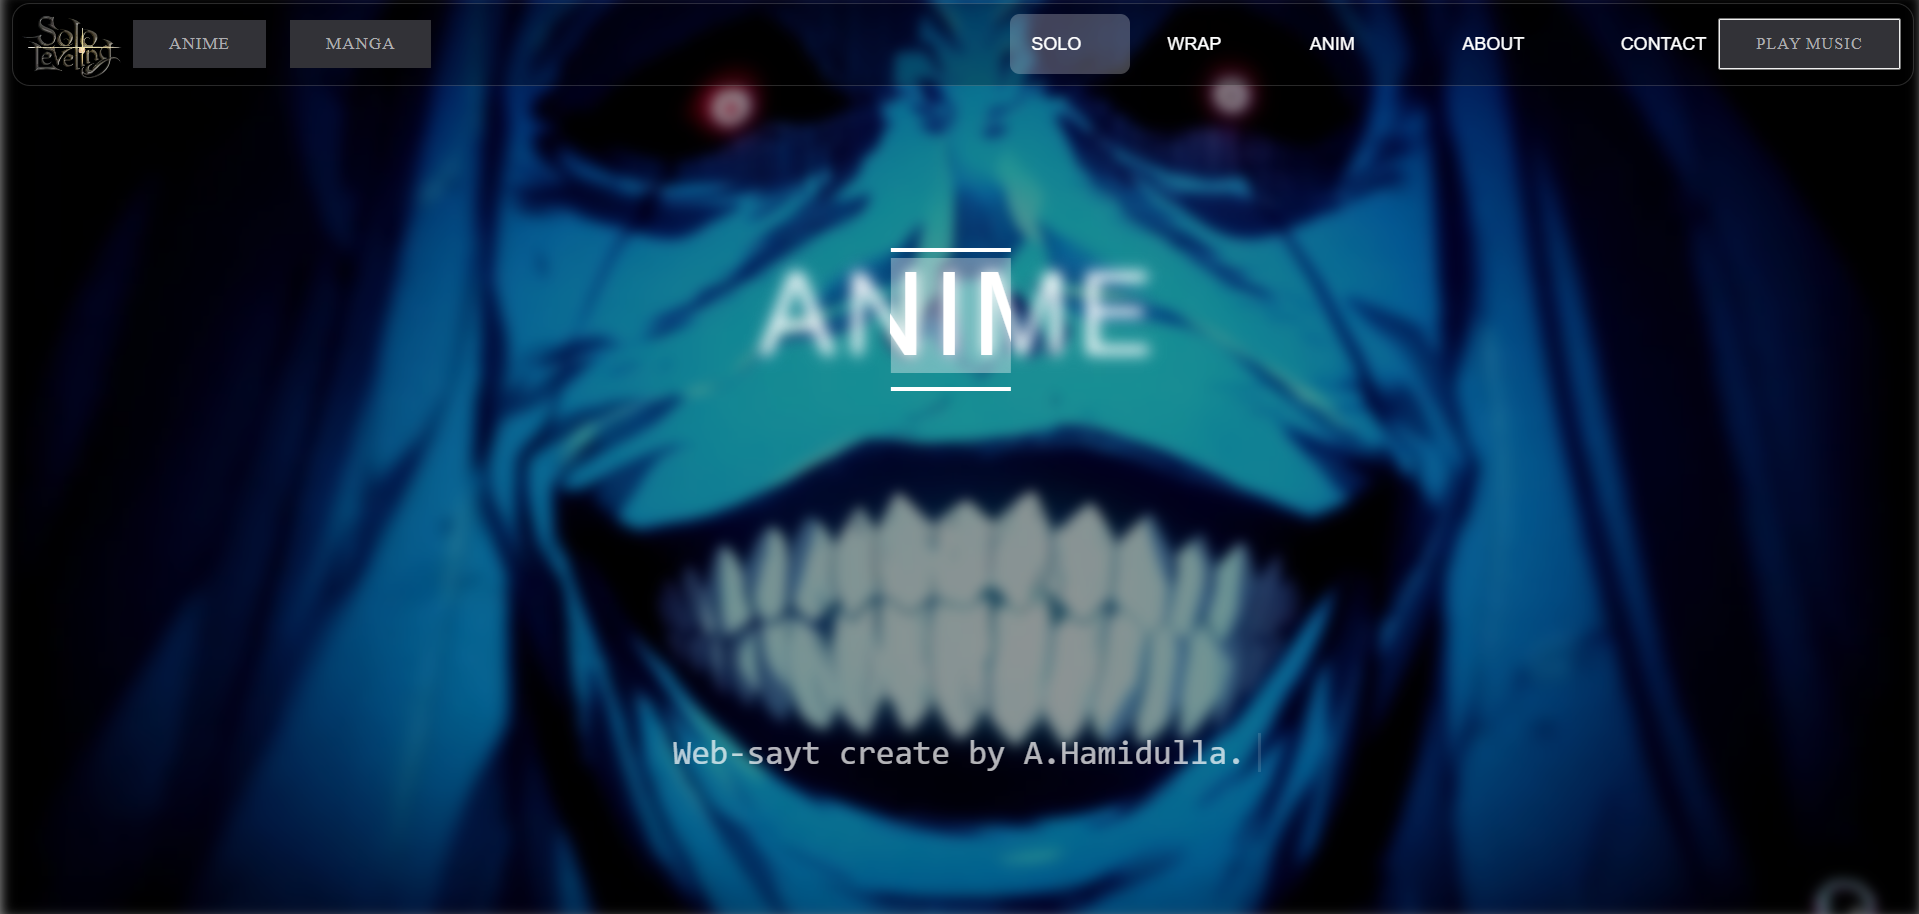 Solo Leveling
ANIME MANGA SOLO WRAP ANIM ABOUT CONTACT PLAY MUSIC
ANIME
Web-sayt create by A.Hamidulla.